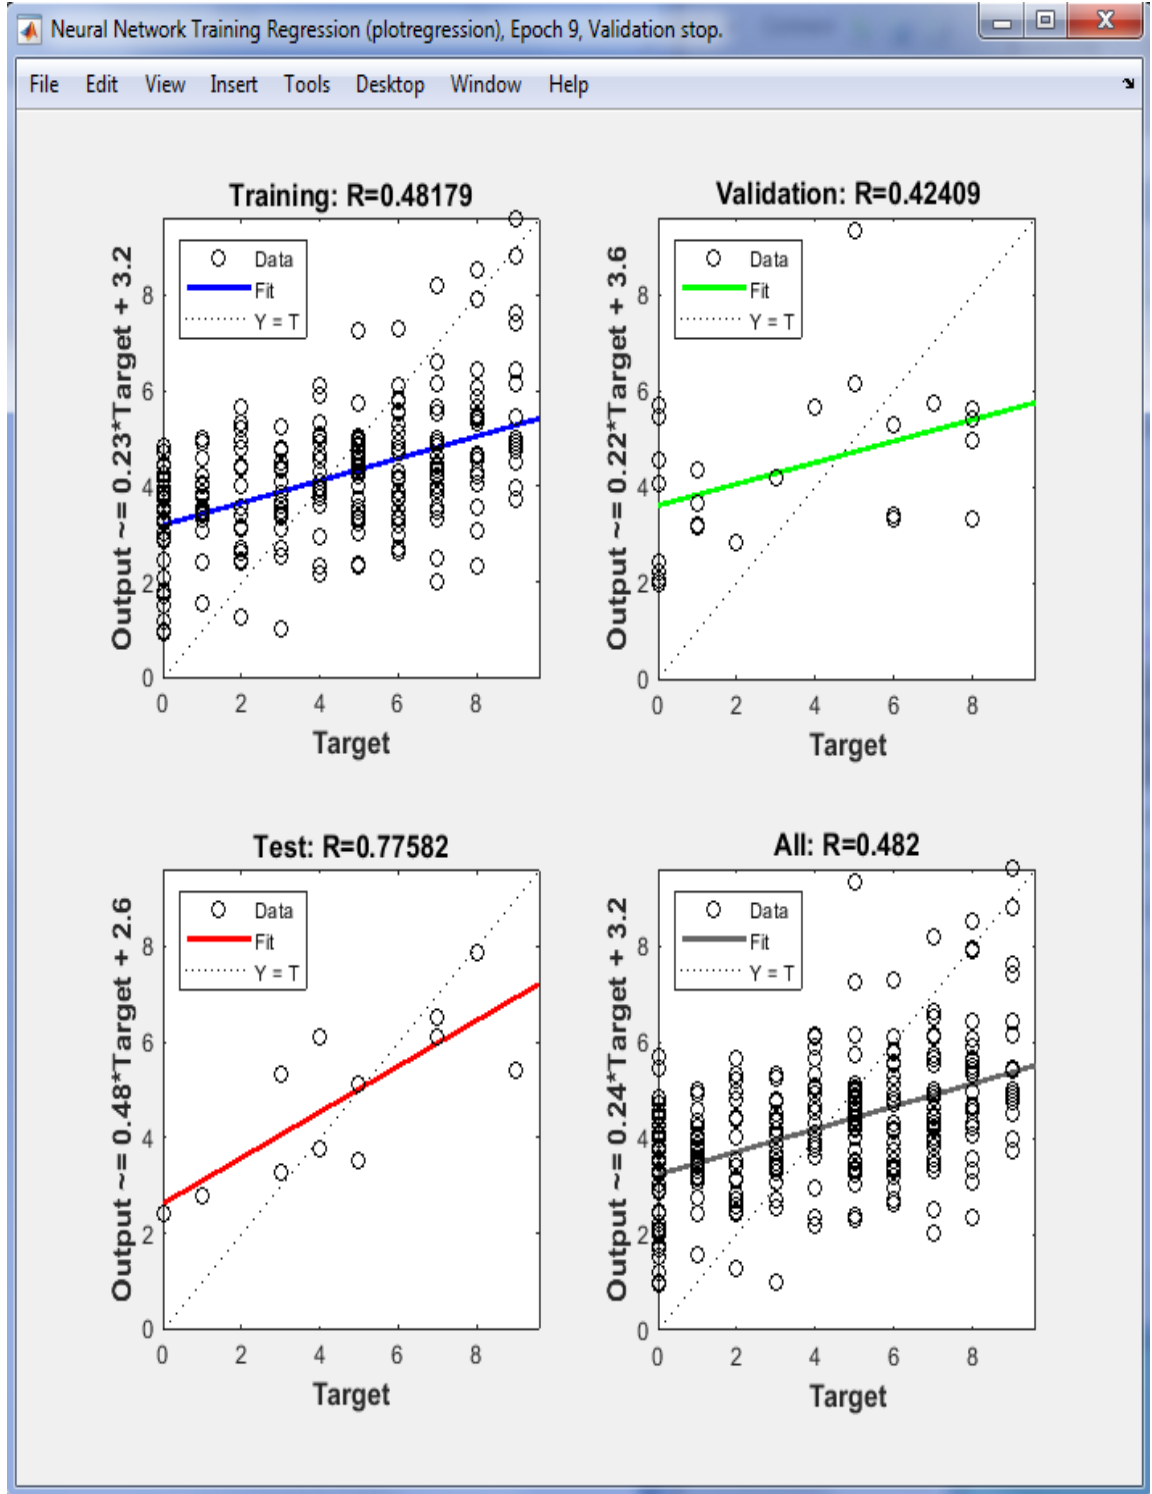 Neural Network Training Regression (plotregression), Epoch 9, Validation stop.
File Edit View Insert Tools Desktop Window Help
Training: R=0.48179
Output ~= 0.23*Target + 3.2
Data
Fit
Y = T
8
6
4
2
0
0 2 4 6 8
Target
Validation: R=0.42409
Output ~= 0.22*Target + 3.6
Data
Fit
Y = T
8
6
4
2
0
0 2 4 6 8
Target
Test: R=0.77582
Output ~= 0.48*Target + 2.6
Data
Fit
Y = T
8
6
4
2
0
0 2 4 6 8
Target
All: R=0.482
Output ~= 0.24*Target + 3.2
Data
Fit
Y = T
8
6
4
2
0
0 2 4 6 8
Target